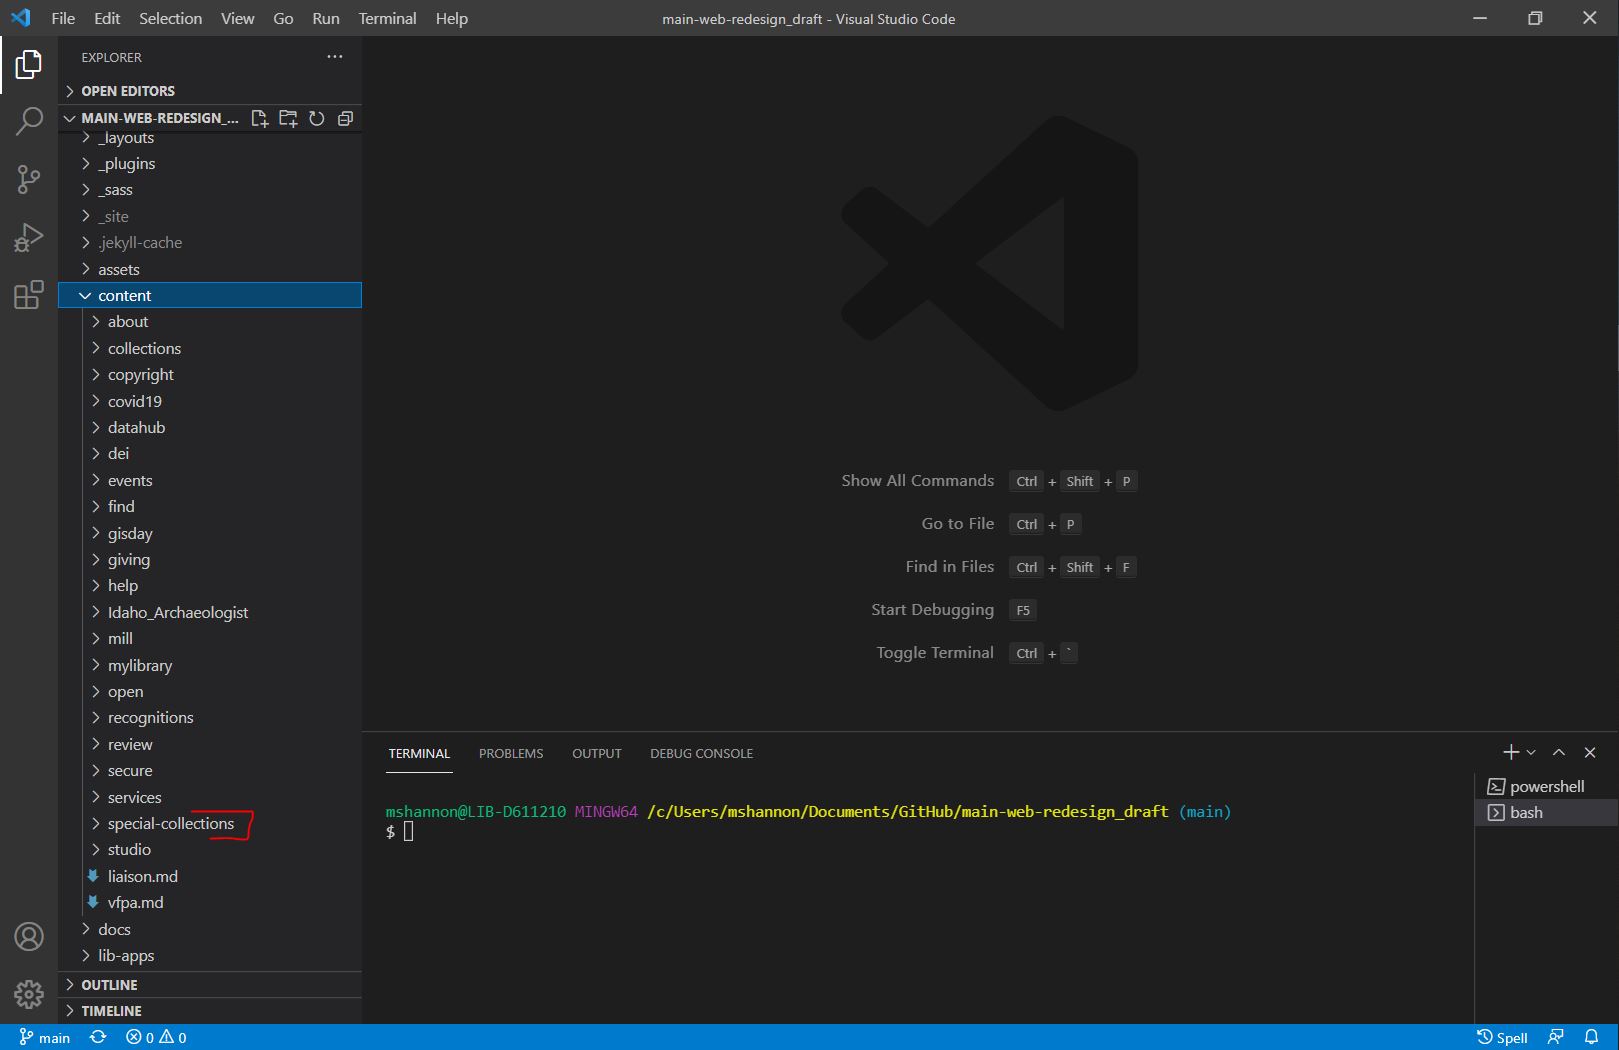 File Edit Selection View Go Run Terminal Help
main-web-redesign_draft - Visual Studio Code
EXPLORER
OPEN EDITORS
MAIN-WEB-REDESIGN_...
_layouts
_plugins
_sass
_site
.jekyll-cache
assets
content
about
collections
copyright
covid19
datahub
dei
events
find
gisday
giving
help
Idaho_Archaeologist
mill
mylibrary
open
recognitions
review
secure
services
special-collections
studio
liaison.md
vfpa.md
docs
lib-apps
OUTLINE
TIMELINE
Show All Commands Ctrl + Shift + P
Go to File Ctrl + P
Find in Files Ctrl + Shift + F
Start Debugging F5
Toggle Terminal Ctrl + `
TERMINAL PROBLEMS OUTPUT DEBUG CONSOLE
mshannon@LIB-D611210 MINGW64 /c/Users/mshannon/Documents/GitHub/main-web-redesign_draft (main)
$
powershell
bash
main 0 0 Spell